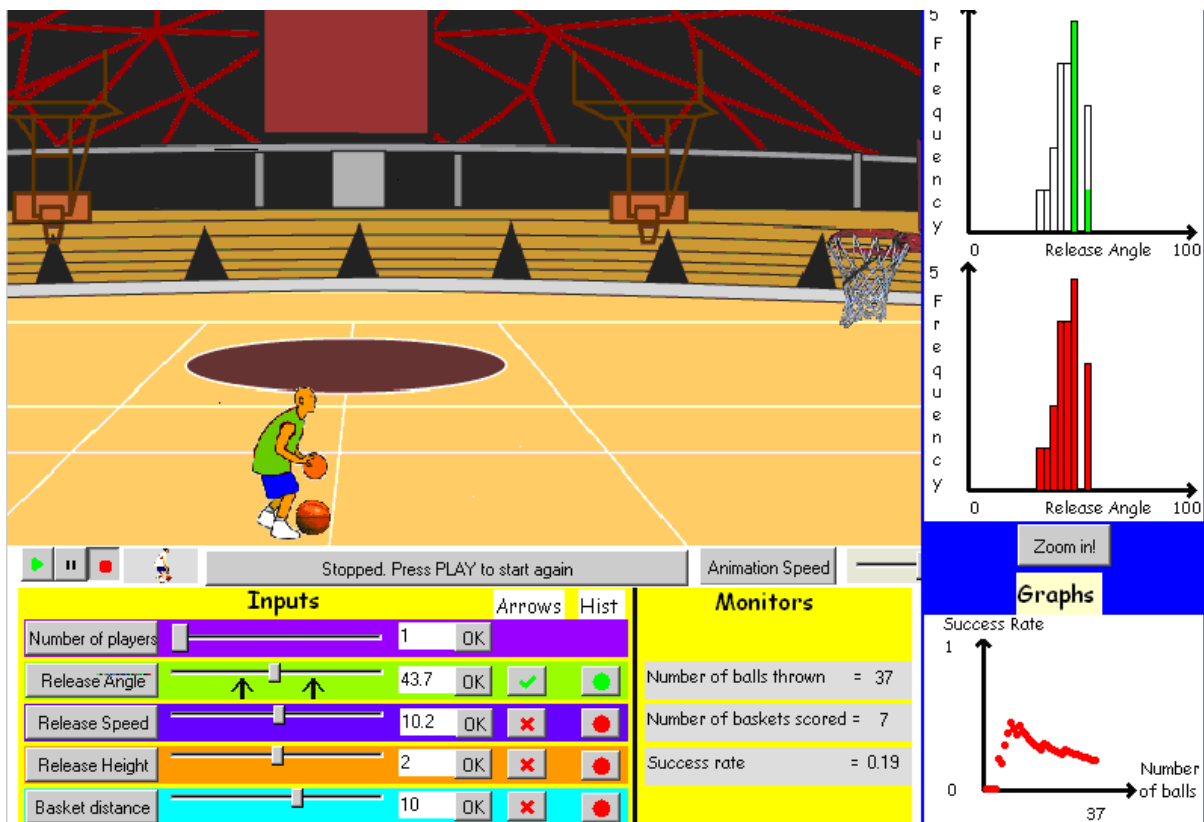 5
Frequency
0
Release Angle
100
5
Frequency
0
Release Angle
100
Zoom in!
Graphs
Success Rate
1
0
Number of balls
37
Stopped. Press PLAY to start again
Animation Speed
Inputs
Arrows
Hist
Number of players
1
OK
Release Angle
43.7
OK
Release Speed
10.2
OK
Release Height
2
OK
Basket distance
10
OK
Monitors
Number of balls thrown = 37
Number of baskets scored = 7
Success rate = 0.19